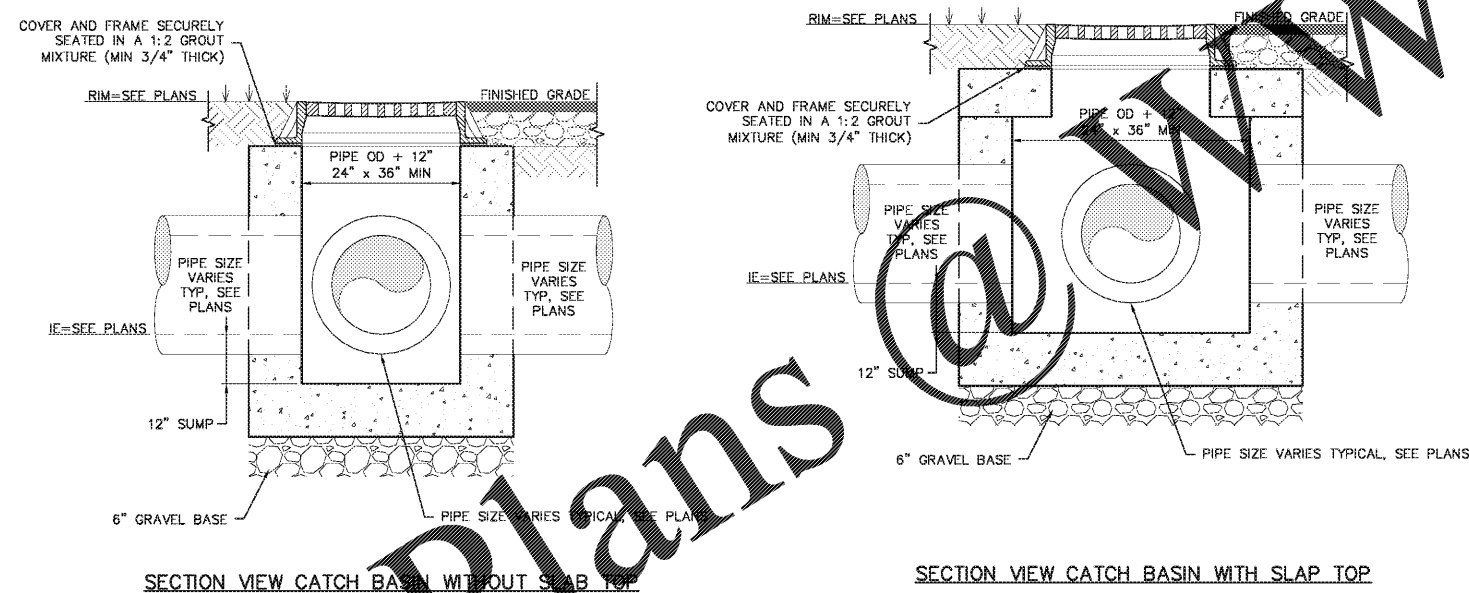 COVER AND FRAME SECURELY
SEATED IN A 1:2 GROUT
MIXTURE (MIN 3/4" THICK)
RIM=SEE PLANS
FINISHED GRADE
PIPE OD + 12"
24" x 36" MIN
PIPE SIZE
VARIES
TYP, SEE
PLANS
PIPE SIZE
VARIES
TYP, SEE
PLANS
IE=SEE PLANS
12" SUMP
6" GRAVEL BASE
PIPE SIZE VARIES TYPICAL, SEE PLANS
SECTION VIEW CATCH BASIN WITHOUT SLAB TOP
RIM=SEE PLANS
FINISHED GRADE
COVER AND FRAME SECURELY
SEATED IN A 1:2 GROUT
MIXTURE (MIN 3/4" THICK)
PIPE OD + 12"
24" x 36" MIN
PIPE SIZE
VARIES
TYP, SEE
PLANS
PIPE SIZE
VARIES
TYP, SEE
PLANS
IE=SEE PLANS
12" SUMP
6" GRAVEL BASE
PIPE SIZE VARIES TYPICAL, SEE PLANS
SECTION VIEW CATCH BASIN WITH SLAP TOP
Plans @ WW